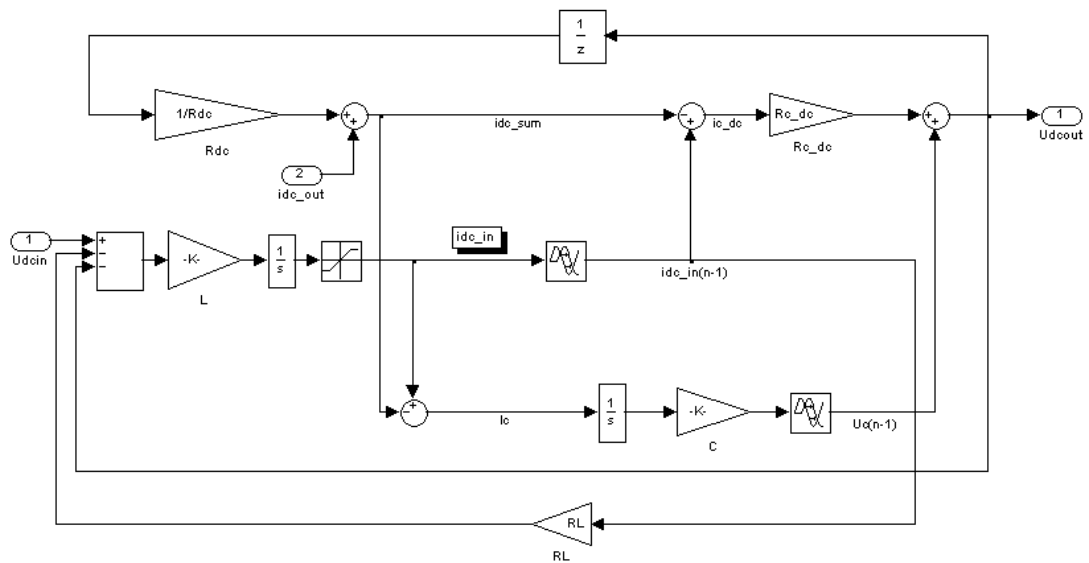 1
z
1/Rdc
Rdc
+
+
idc_sum
−
+
ic_dc
Rc_dc
Rc_dc
+
+
1
Udcout
2
idc_out
1
Udcin
+
−
−
-K-
L
1
s
idc_in
idc_in(n-1)
+
−
Ic
1
s
-K-
C
Uc(n-1)
RL
RL